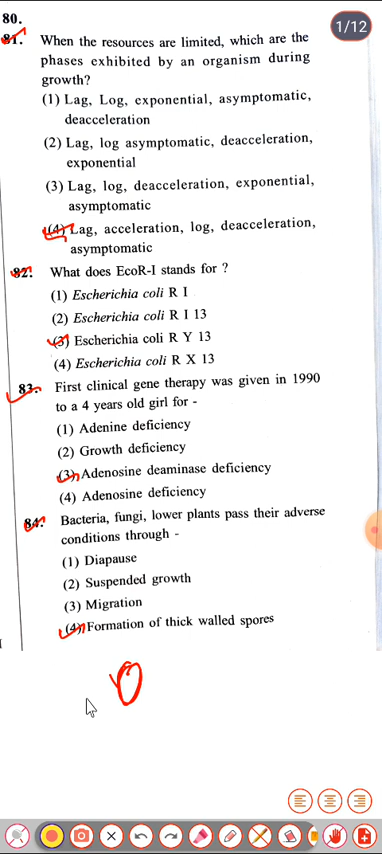 80.
1/12
81. When the resources are limited, which are the
phases exhibited by an organism during
growth?
(1) Lag, Log, exponential, asymptomatic,
deacceleration
(2) Lag, log asymptomatic, deacceleration,
exponential
(3) Lag, log, deacceleration, exponential,
asymptomatic
(4) Lag, acceleration, log, deacceleration,
asymptomatic
82. What does EcoR-I stands for ?
(1) Escherichia coli R I
(2) Escherichia coli R I 13
(3) Escherichia coli R Y 13
(4) Escherichia coli R X 13
83. First clinical gene therapy was given in 1990
to a 4 years old girl for -
(1) Adenine deficiency
(2) Growth deficiency
(3) Adenosine deaminase deficiency
(4) Adenosine deficiency
84. Bacteria, fungi, lower plants pass their adverse
conditions through -
(1) Diapause
(2) Suspended growth
(3) Migration
(4) Formation of thick walled spores